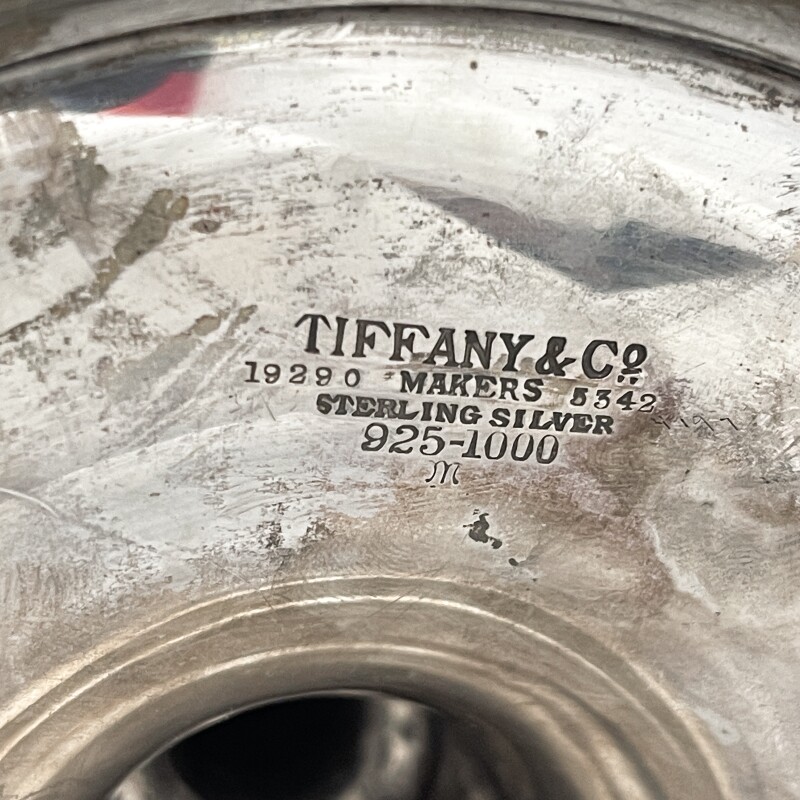 TIFFANY & Cº
19290 MAKERS 5342
STERLING SILVER
925-1000
M